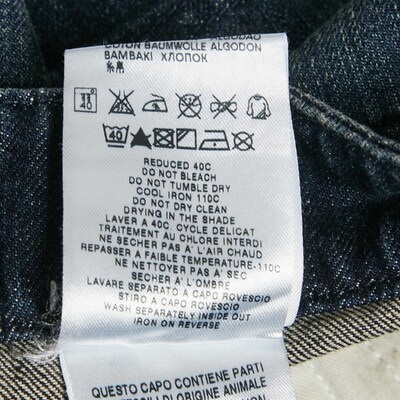 COTON BAUMWOLLE ALGODON
BAMBAKI ХЛОПОК
40
REDUCED 40C
DO NOT BLEACH
DO NOT TUMBLE DRY
COOL IRON 110C
DO NOT DRY CLEAN
DRYING IN THE SHADE
LAVER A 40C. CYCLE DELICAT
TRAITEMENT AU CHLORE INTERDI
NE SECHER PAS A' L'AIR CHAUD
REPASSER A FAIBLE TEMPERATURE-110C
NE NETTOYER PAS A' SEC
SECHER A' L'OMBRE
LAVARE SEPARATO A CAPO ROVESCIO
STIRO A CAPO ROVESCIO
WASH SEPARATELY INSIDE OUT
IRON ON REVERSE
QUESTO CAPO CONTIENE PARTI
TESSILI DI ORIGINE ANIMALE